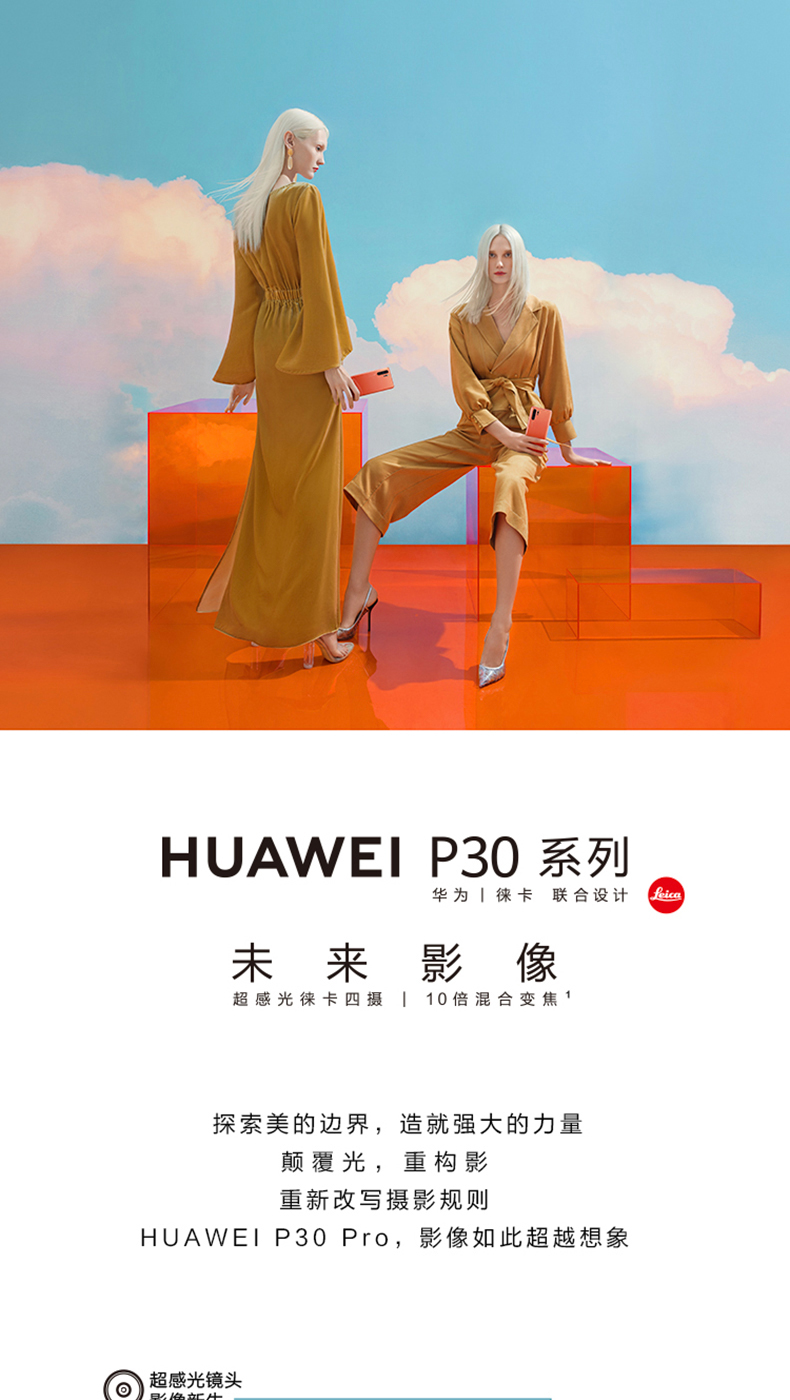 HUAWEI P30 系列
华为丨徕卡 联合设计
Leica
未来影像
超感光徕卡四摄 | 10倍混合变焦¹
探索美的边界，造就强大的力量
颠覆光，重构影
重新改写摄影规则
HUAWEI P30 Pro，影像如此超越想象
超感光镜头
影像新生